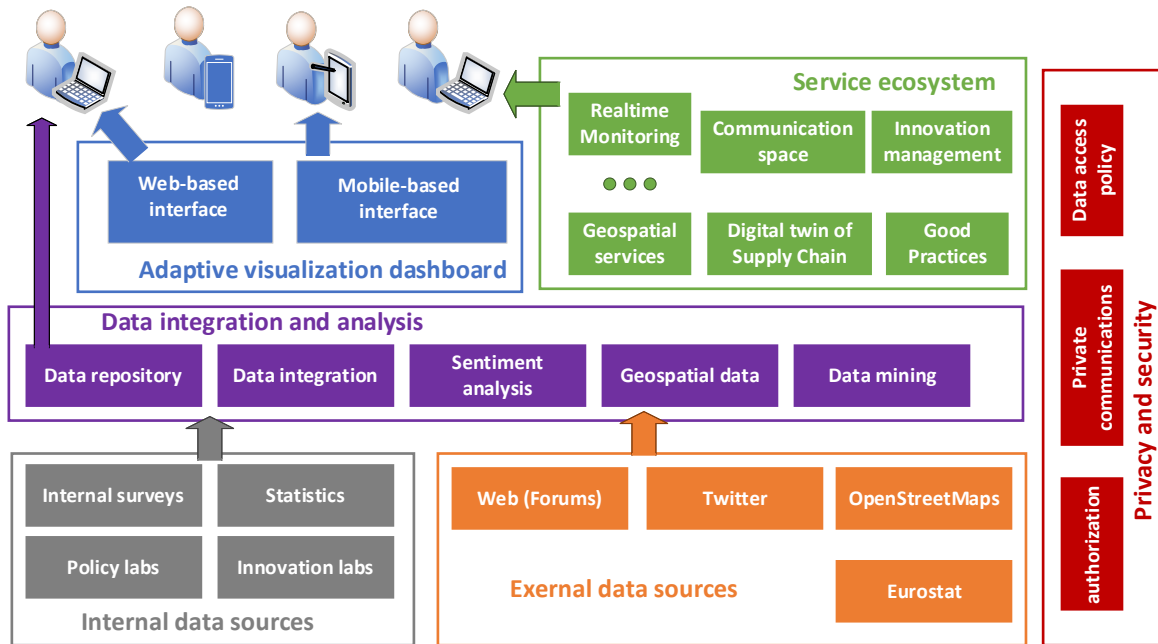 Service ecosystem
Realtime
Monitoring
Communication
space
Innovation
management
Geospatial
services
Digital twin of
Supply Chain
Good
Practices
Web-based
interface
Mobile-based
interface
Adaptive visualization dashboard
Data integration and analysis
Data repository
Data integration
Sentiment
analysis
Geospatial data
Data mining
Internal surveys
Statistics
Policy labs
Innovation labs
Internal data sources
Web (Forums)
Twitter
OpenStreetMaps
Eurostat
Exernal data sources
Data access
policy
Private
communications
authorization
Privacy and security